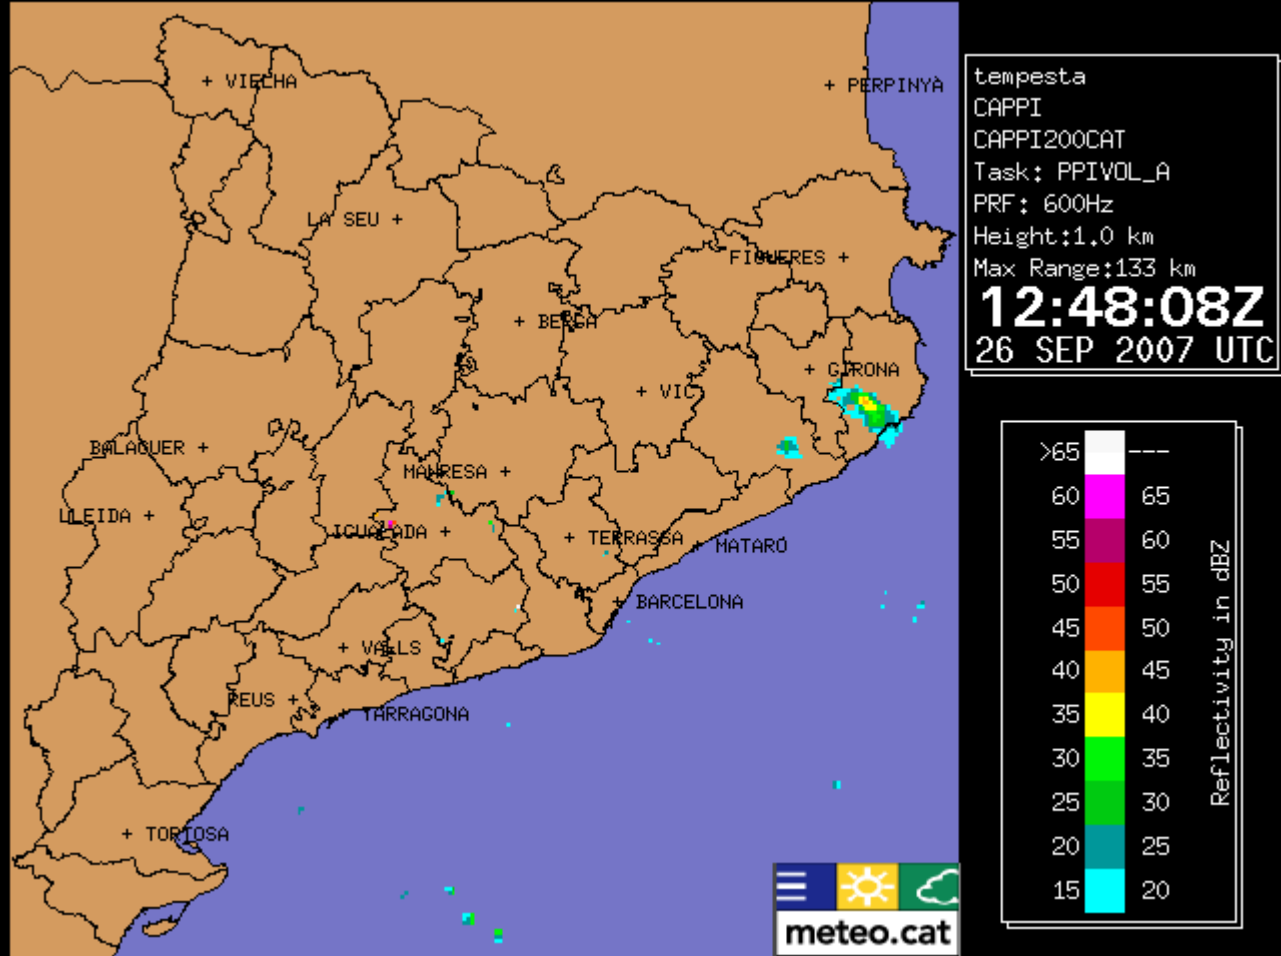 VIELHA
PERPINYÀ
LA SEU
FIGUERES
BERGA
GIRONA
VIC
BALAGUER
MANRESA
LLEIDA
IGUALADA
TERRASSA
MATARÓ
BARCELONA
VALLS
REUS
TARRAGONA
TORTOSA
meteo.cat
tempesta
CAPPI
CAPPI200CAT
Task: PPIVOL_A
PRF: 600Hz
Height:1.0 km
Max Range:133 km
12:48:08Z
26 SEP 2007 UTC
>65 ---
60 65
55 60
50 55
45 50
40 45
35 40
30 35
25 30
20 25
15 20
Reflectivity in dBZ